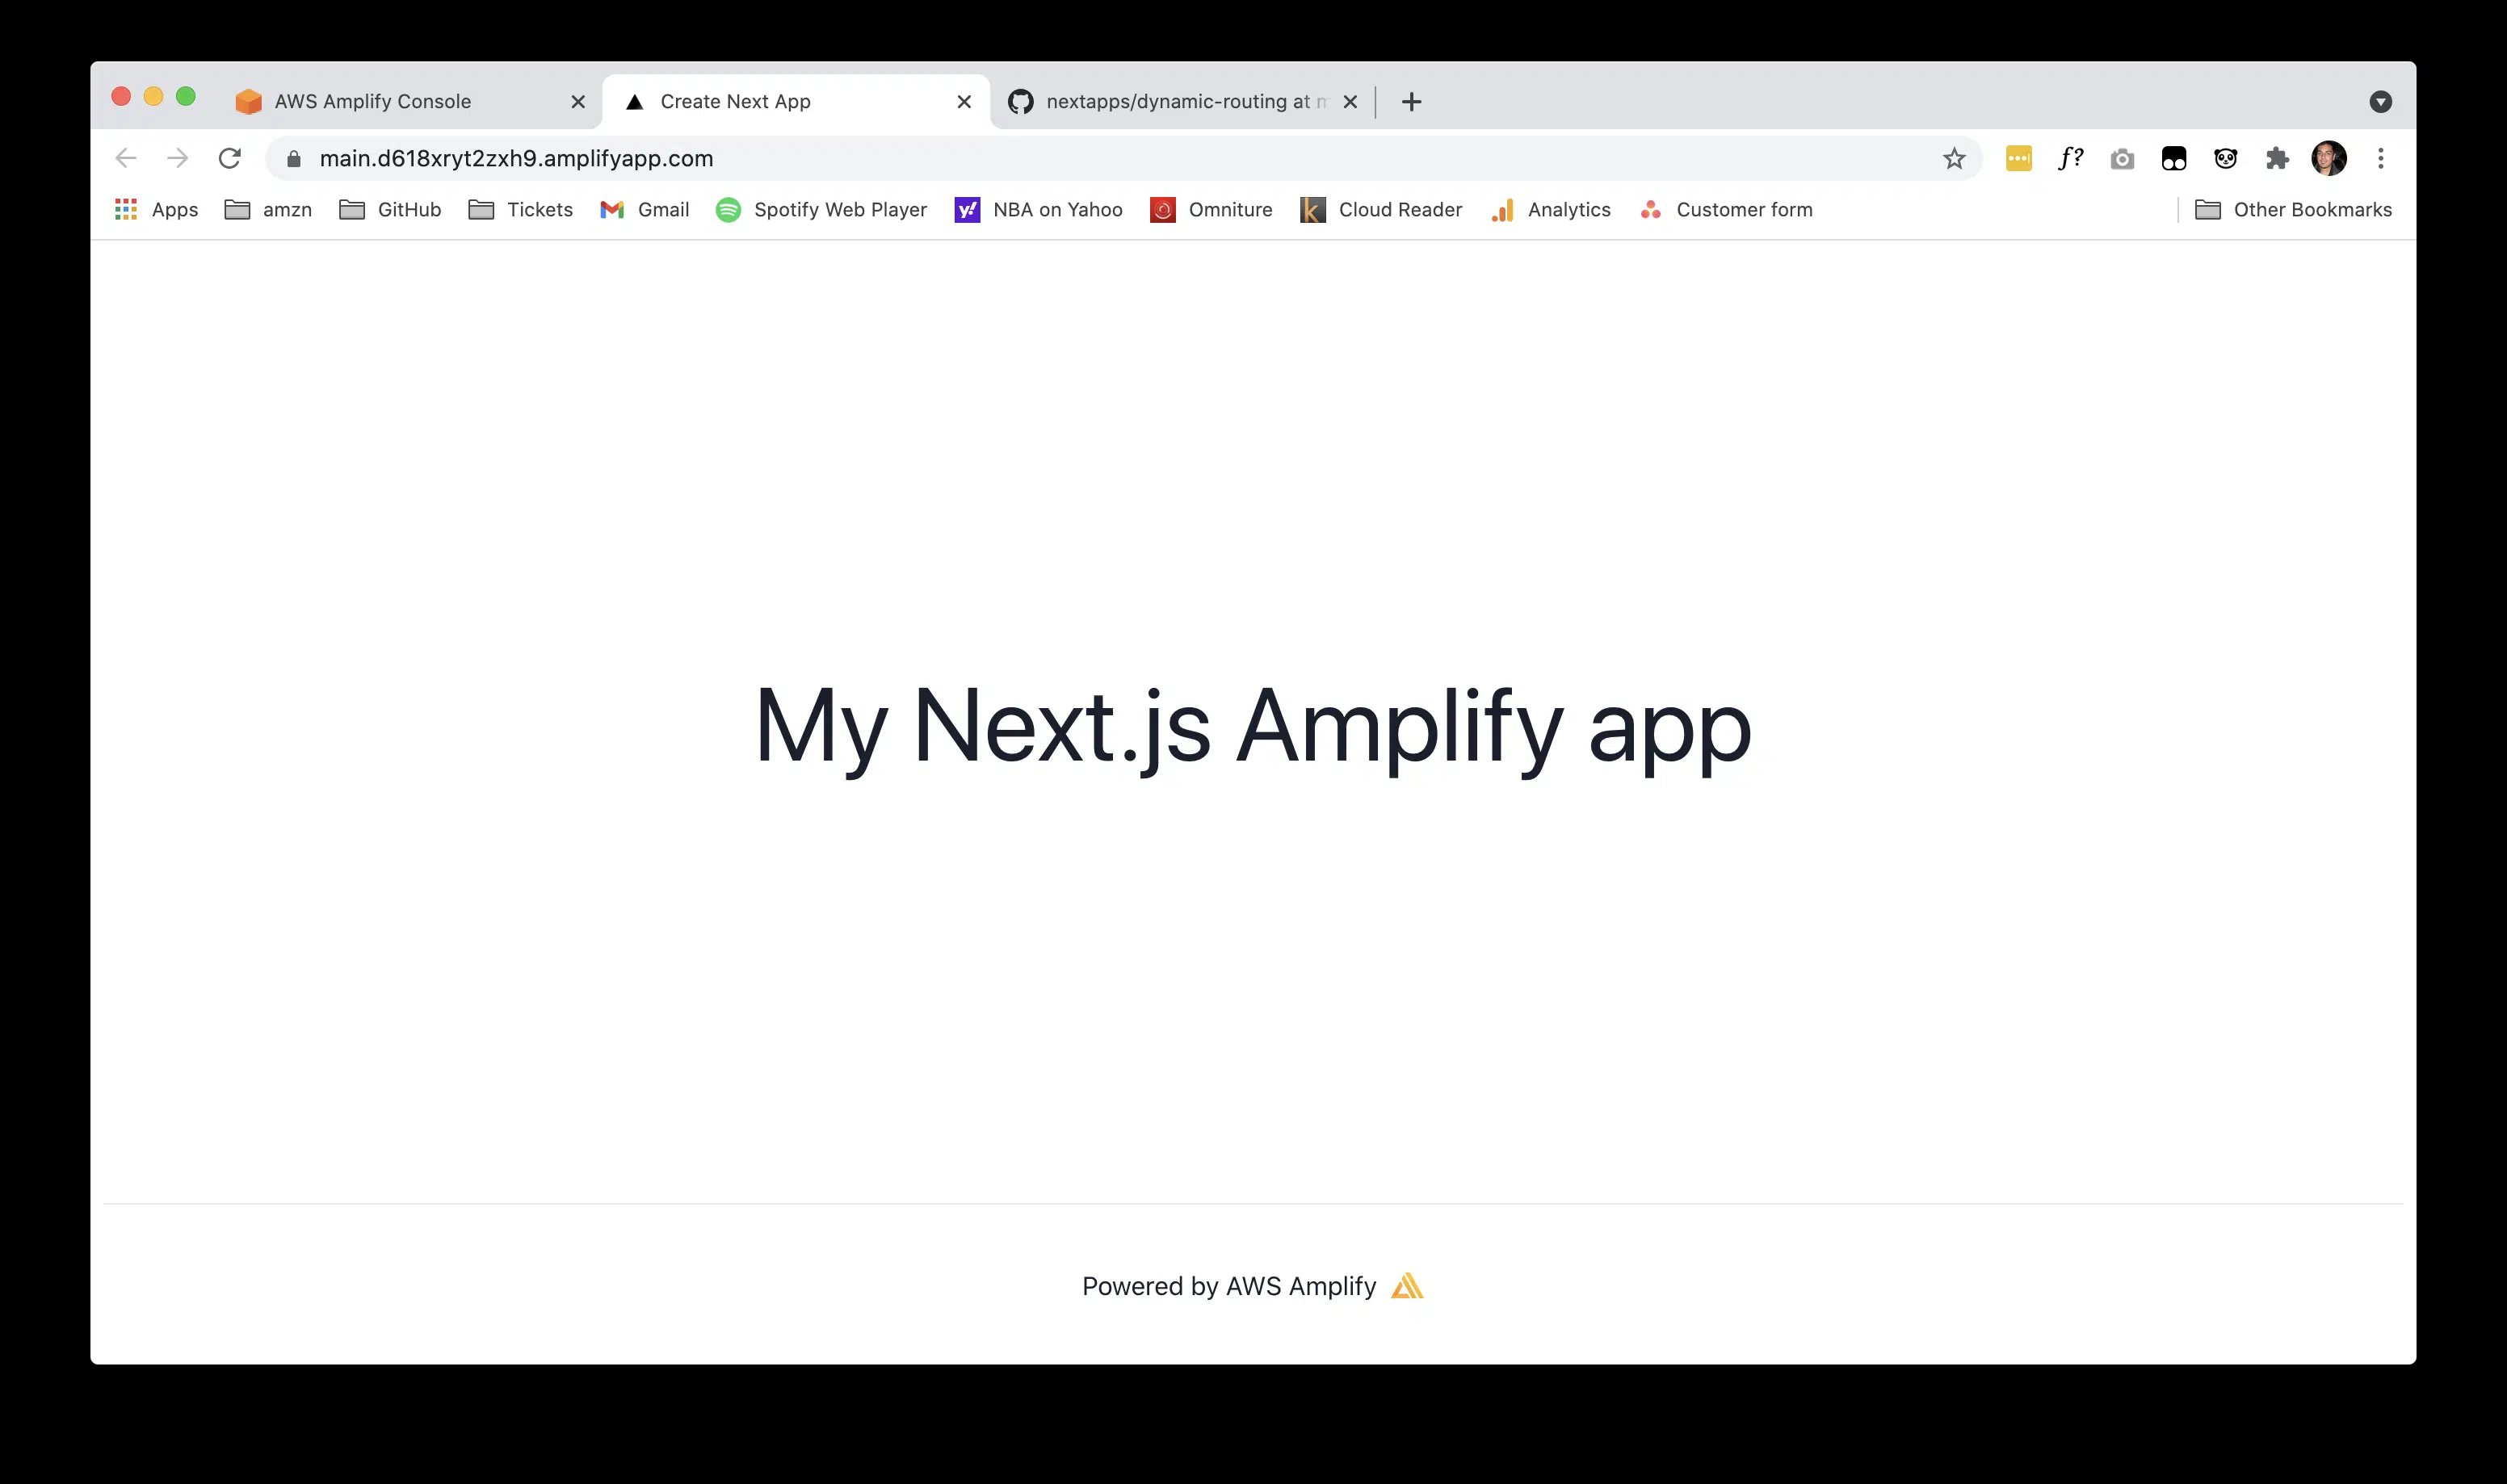 AWS Amplify Console
Create Next App
nextapps/dynamic-routing at m
main.d618xryt2zxh9.amplifyapp.com
f?
Apps amzn GitHub Tickets Gmail Spotify Web Player NBA on Yahoo Omniture Cloud Reader Analytics Customer form Other Bookmarks
My Next.js Amplify app
Powered by AWS Amplify